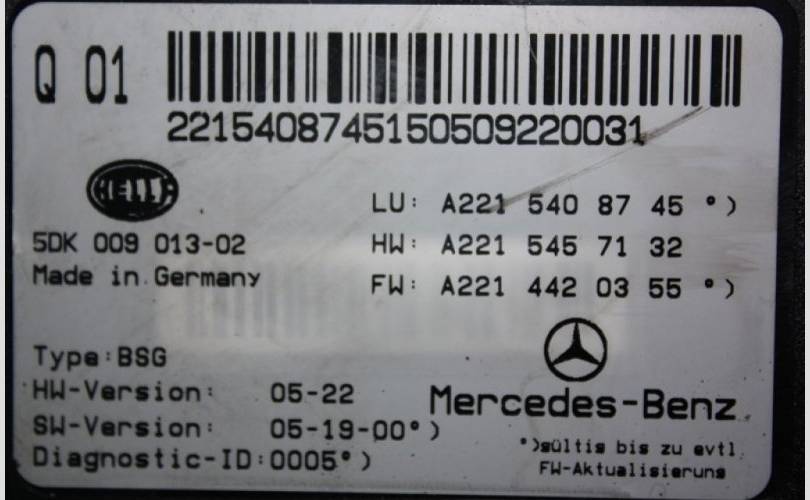 Q 01
2215408745150509220031
HELLA
LU: A221 540 87 45 °)
5DK 009 013-02
HW: A221 545 71 32
Made in Germany
FW: A221 442 03 55 °)
Type:BSG
HW-Version: 05-22
Mercedes-Benz
SW-Version: 05-19-00°)
Diagnostic-ID:0005°)
°)gültig bis zu evtl.
FW-Aktualisierung